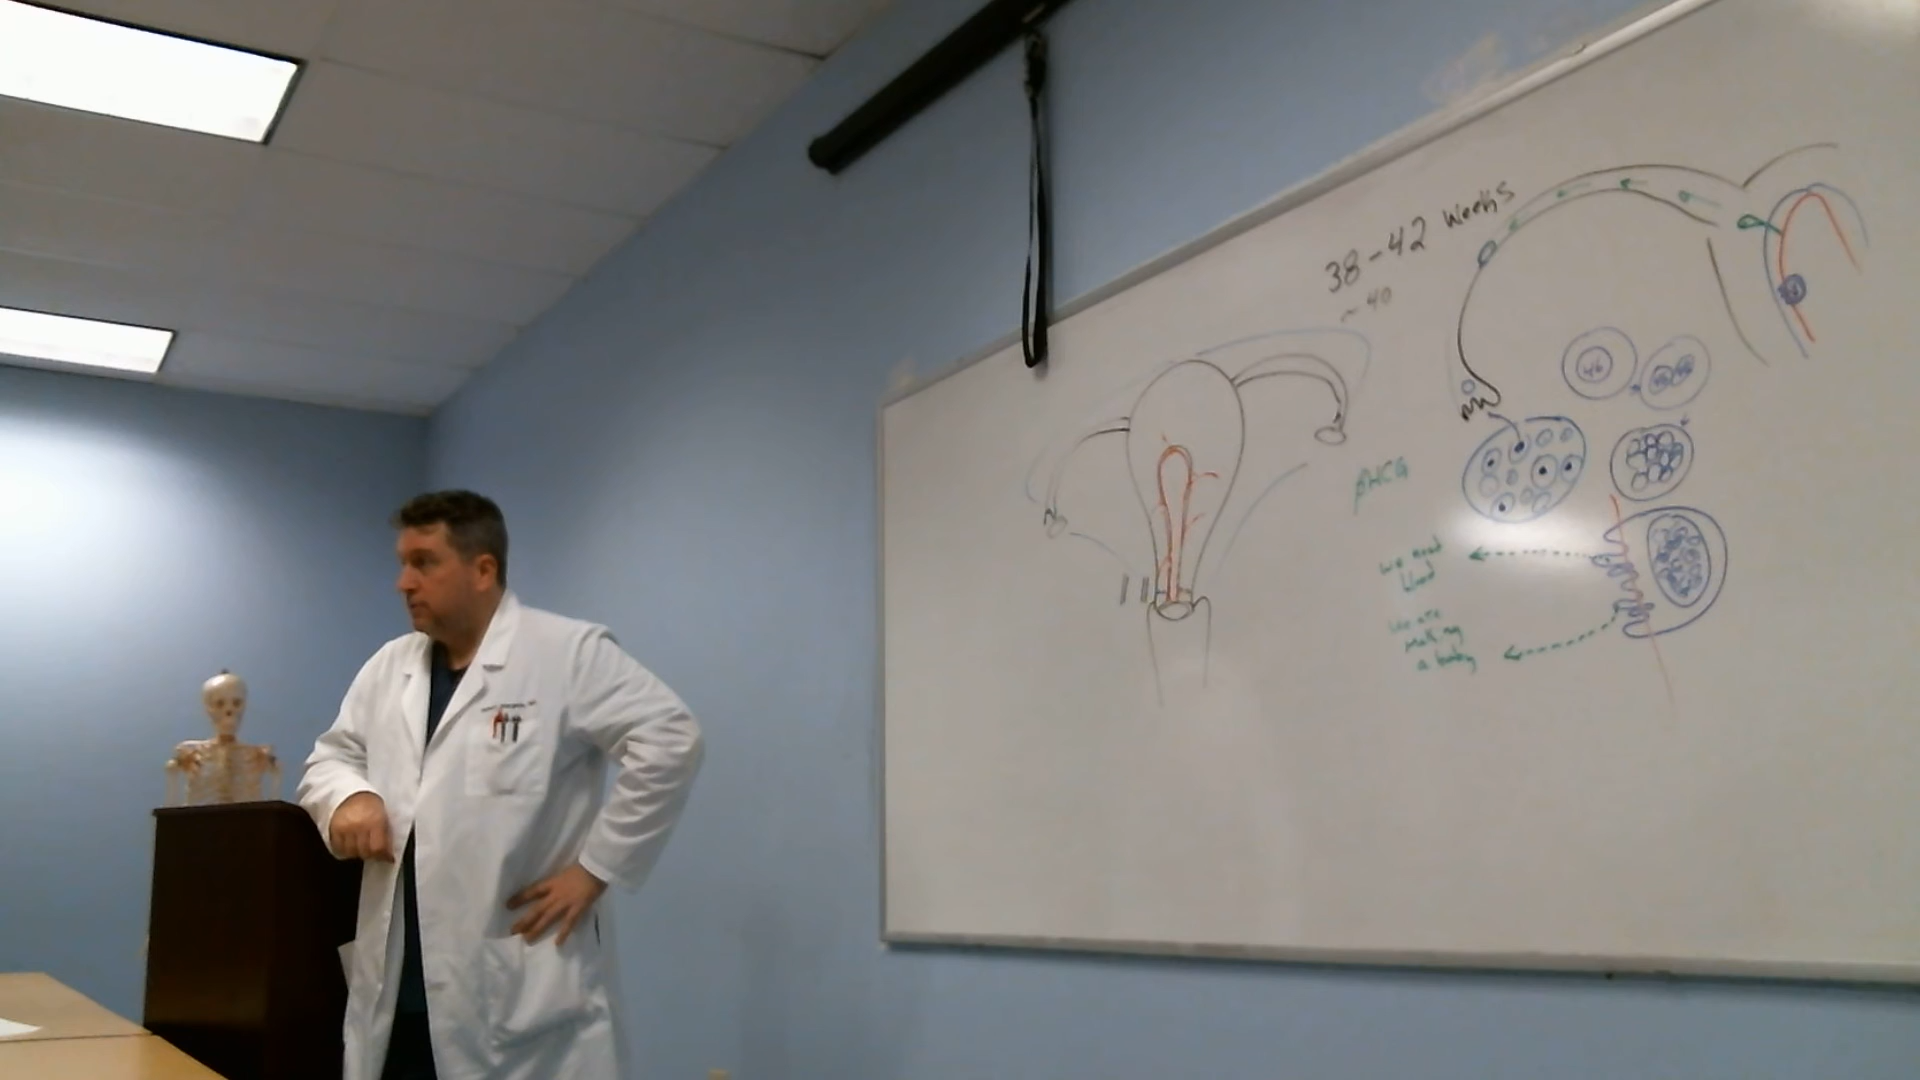 38-42 weeks
~40
46
βHCG
we need
blood
we are
making
a baby